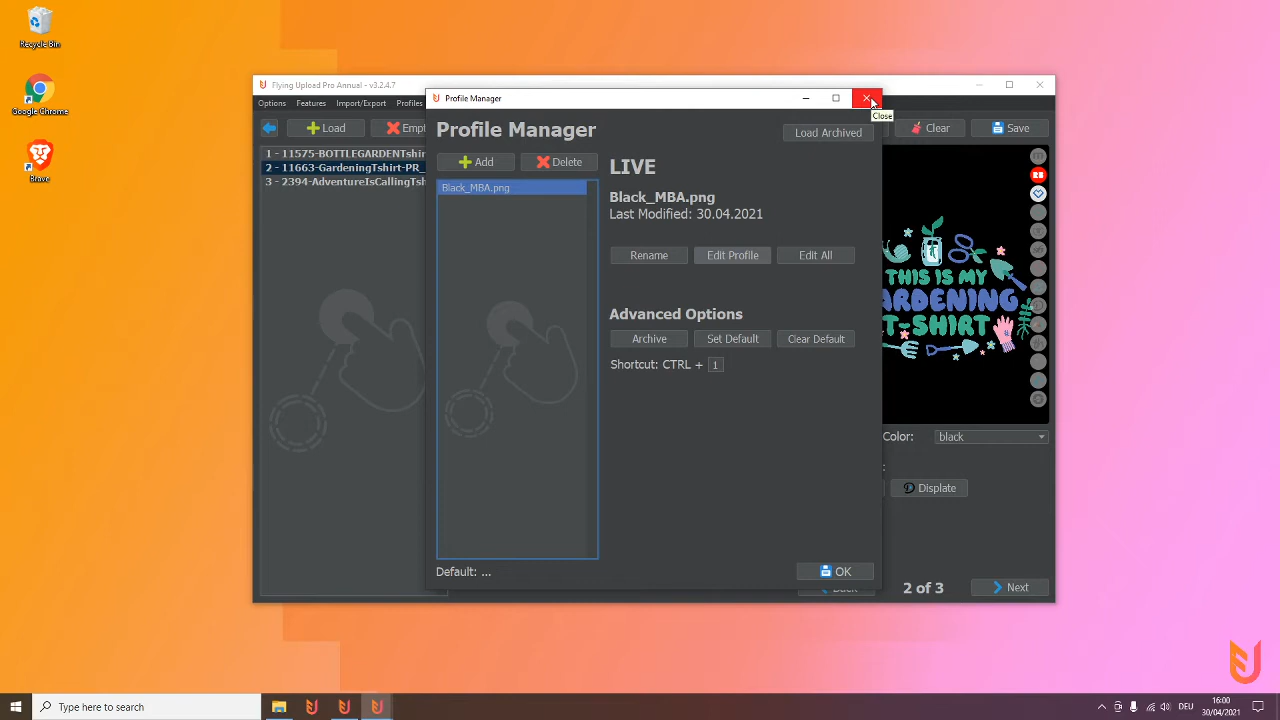 Recycle Bin
Google Chrome
Brave
Flying Upload Pro Annual - v3.2.4.7
Options Features Import/Export Profiles
Load
Clear
Save
1 - 11575-BOTTLEGARDENTshir
2 - 11663-GardeningTshirt-PR_
3 - 2394-AdventureIsCallingTsh
Profile Manager
Close
Profile Manager
Load Archived
Add
Delete
Black_MBA.png
LIVE
Black_MBA.png
Last Modified: 30.04.2021
Rename
Edit Profile
Edit All
Advanced Options
Archive
Set Default
Clear Default
Shortcut: CTRL + 1
Default: ...
OK
THIS IS MY
ARDENING
T-SHIRT
RB
Color:
black
:
Displate
Back
2 of 3
Next
Type here to search
DEU
16:00
30/04/2021